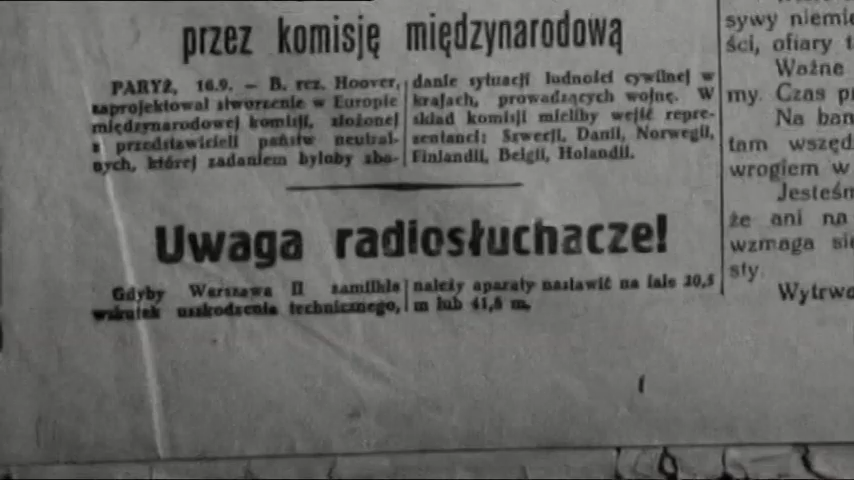 przez komisję międzynarodową
PARYŻ, 16.9. — B. rez. Hoover,
zaprojektował stworzenie w Europie
międzynarodowej komisji, złożonej
z przedstawicieli państw neutral-
nych, której zadaniem byłoby zba-
danie sytuacji ludności cywilnej w
krajach, prowadzących wojnę. W
skład komisji mieliby wejść repre-
zentanci: Szwecji, Danii, Norwegii,
Finlandii, Belgii, Holandii.
Uwaga radiosłuchacze!
Gdyby Warszawa II zamilkła
wskutek uszkodzenia technicznego,
należy aparaty nastawić na fale 30,5
m lub 41,8 m.
sywy niemie
ści, ofiary t
Ważne
my. Czas p
Na ban
tam wszęd
wrogiem w
Jesteśm
że ani na
wzmaga się
sły.
Wytrwa